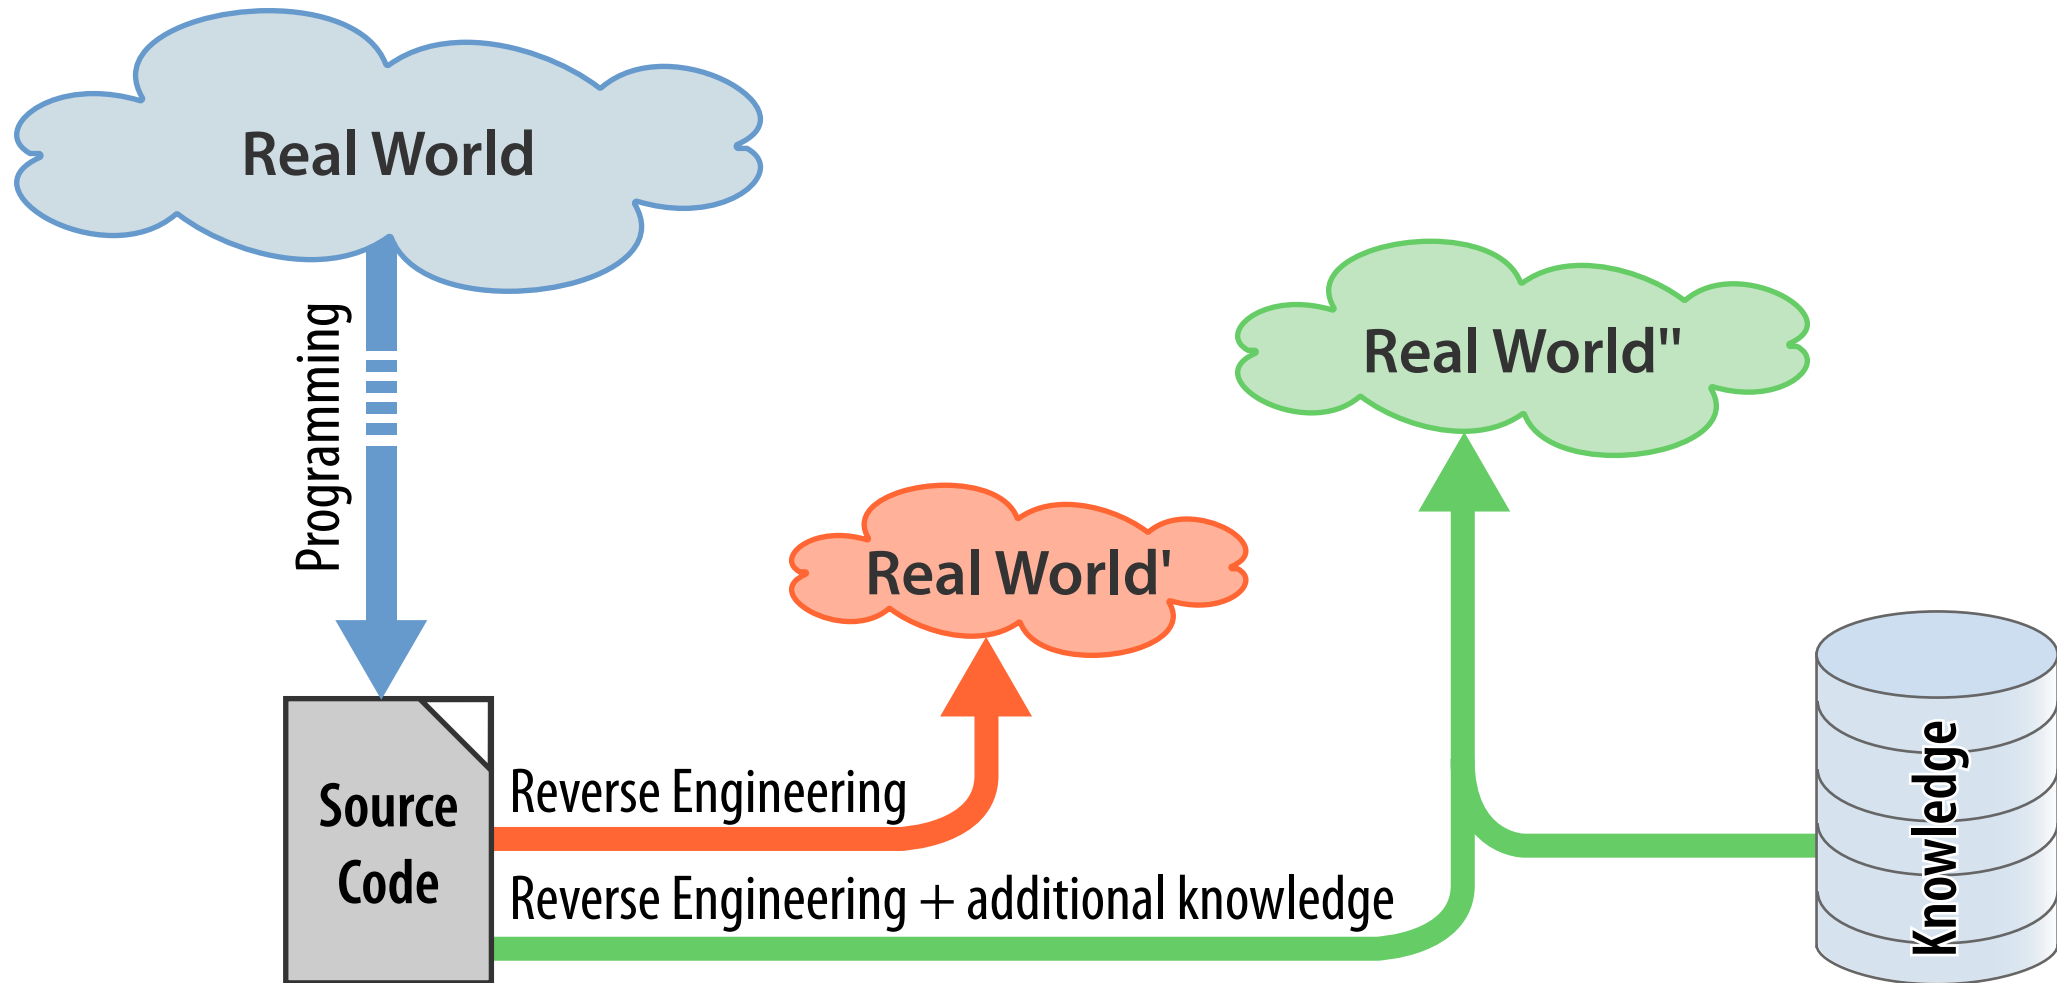 Real World
Programming
Real World''
Real World'
Source
Code
Reverse Engineering
Reverse Engineering + additional knowledge
Knowledge